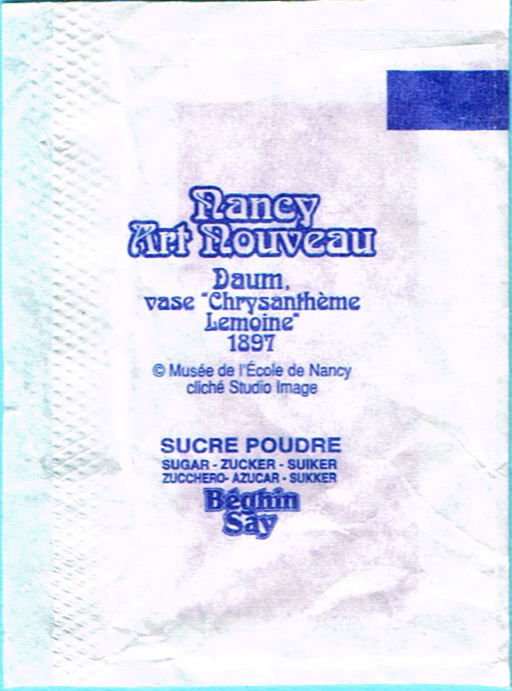 Nancy
Art Nouveau
Daum,
vase "Chrysanthème
Lemoine"
1897
© Musée de l'École de Nancy
cliché Studio Image
SUCRE POUDRE
SUGAR - ZUCKER - SUIKER
ZUCCHERO- AZUCAR - SUKKER
Béghin
Say